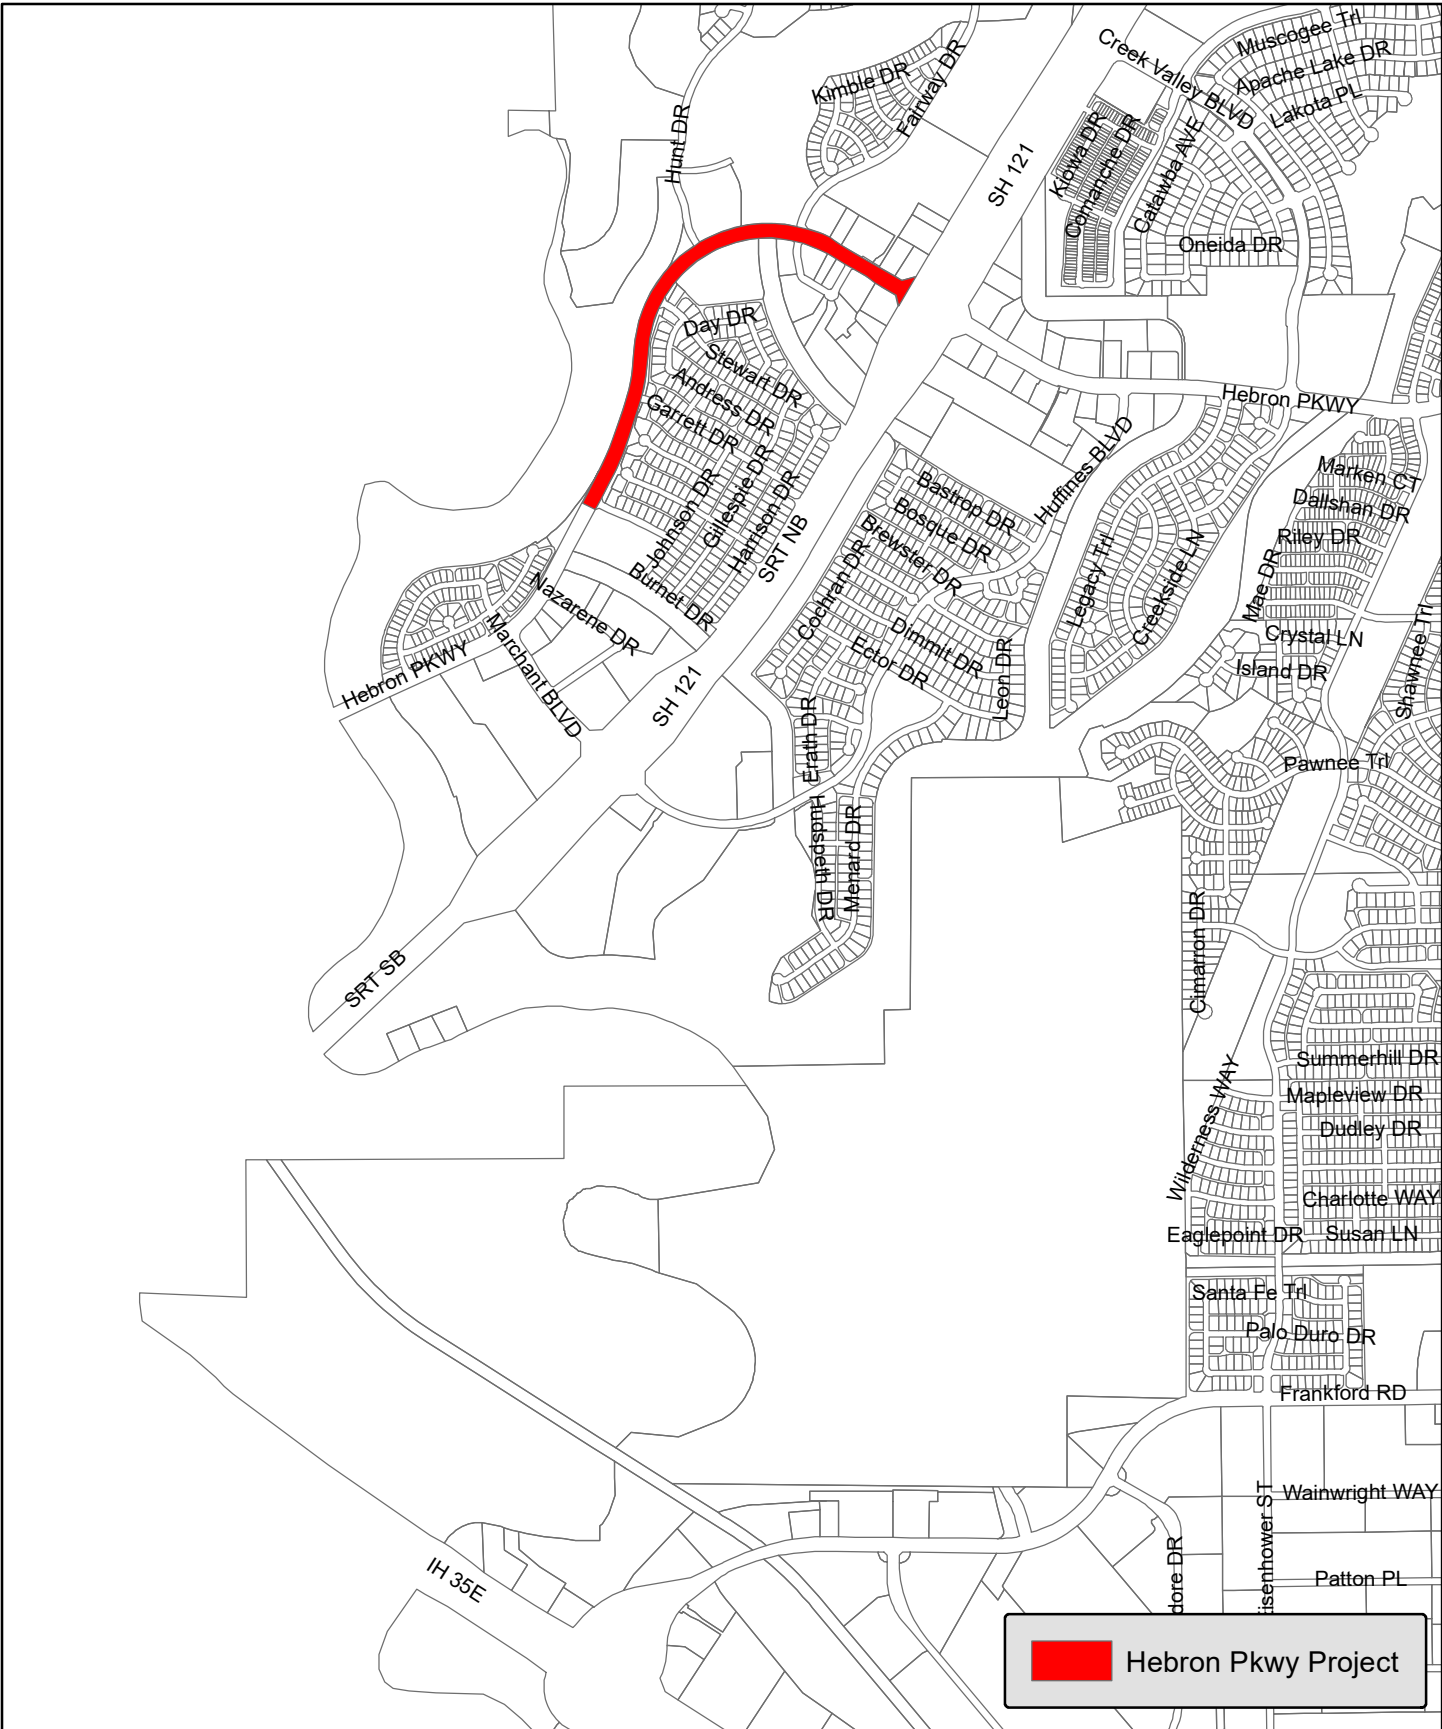 Muscogee Trl
Creek Valley BLVD
Apache Lake DR
Kimble DR
Fairway DR
Lakota PL
Hunt DR
SH 121
Kiowa DR
Comanche DR
Catawba AVE
Oneida DR
Day DR
Stewart DR
Andress DR
Garrett DR
Hebron PKWY
Johnson DR
Gillespie DR
Harrison DR
SRT NB
Bastrop DR
Bosque DR
Brewster DR
Huffines BLVD
Marken CT
Dallshan DR
Riley DR
Mae DR
Legacy Trl
Creekside LN
Cochran DR
Burnet DR
Nazarene DR
Marchant BLVD
Hebron PKWY
SH 121
Dimmit DR
Ector DR
Leon DR
Crystal LN
Island DR
Shawnee Trl
Erath DR
Pawnee Trl
Hudspeth DR
Menard DR
Cimarron DR
SRT SB
Summerhill DR
Mapleview DR
Dudley DR
Wilderness WAY
Charlotte WAY
Eaglepoint DR
Susan LN
Santa Fe Trl
Palo Duro DR
Frankford RD
Wainwright WAY
IH 35E
Patton PL
Hebron Pkwy Project